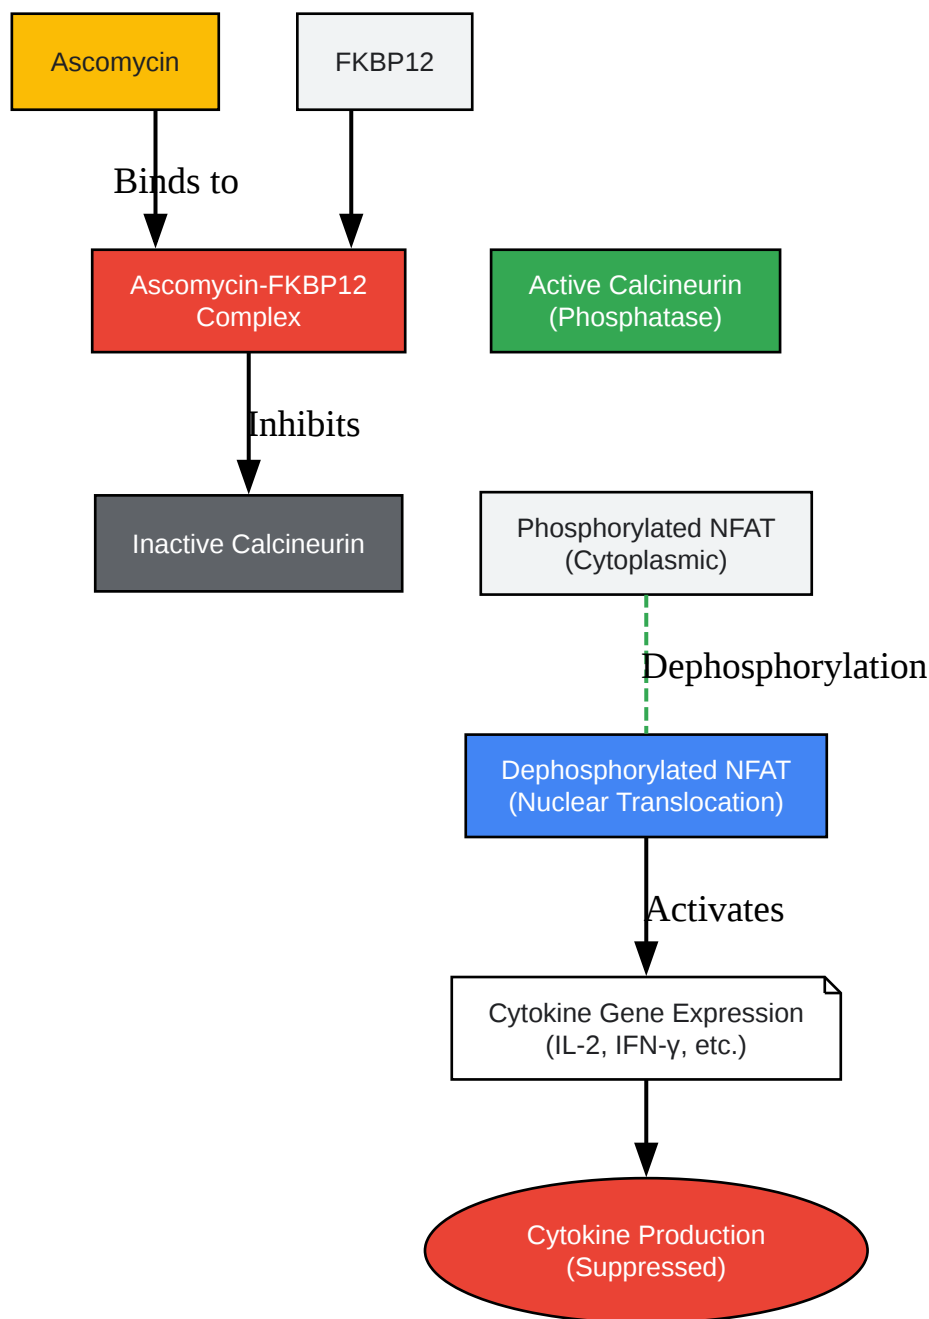 Ascomycin
FKBP12
Binds to
Ascomycin-FKBP12
Complex
Active Calcineurin
(Phosphatase)
Inhibits
Inactive Calcineurin
Phosphorylated NFAT
(Cytoplasmic)
Dephosphorylation
Dephosphorylated NFAT
(Nuclear Translocation)
Activates
Cytokine Gene Expression
(IL-2, IFN-γ, etc.)
Cytokine Production
(Suppressed)